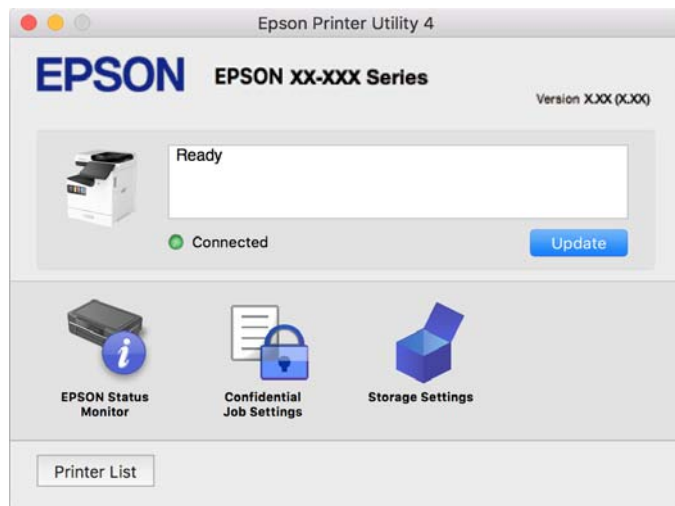 Epson Printer Utility 4
EPSON
EPSON XX-XXX Series
Version X.XX (X.XX)
Ready
Connected
Update
EPSON Status
Monitor
Confidential
Job Settings
Storage Settings
Printer List